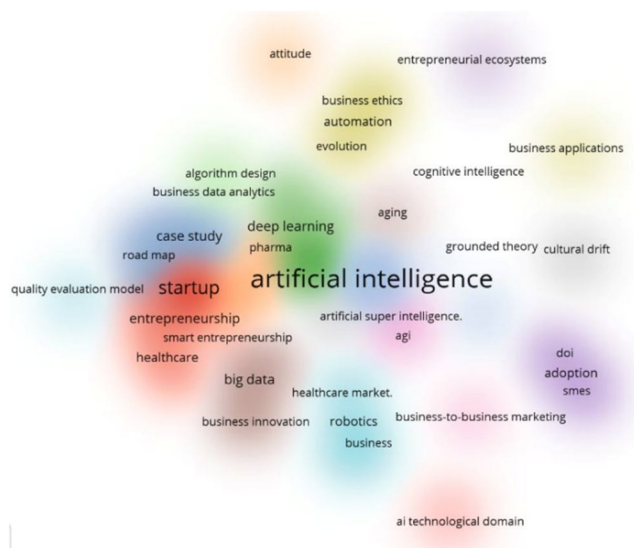 attitude
entrepreneurial ecosystems
business ethics
automation
evolution
business applications
algorithm design
cognitive intelligence
business data analytics
aging
deep learning
case study
pharma
grounded theory
cultural drift
road map
artificial intelligence
quality evaluation model
startup
entrepreneurship
artificial super intelligence.
smart entrepreneurship
agi
healthcare
doi
big data
adoption
healthcare market.
smes
business innovation
robotics
business-to-business marketing
business
ai technological domain